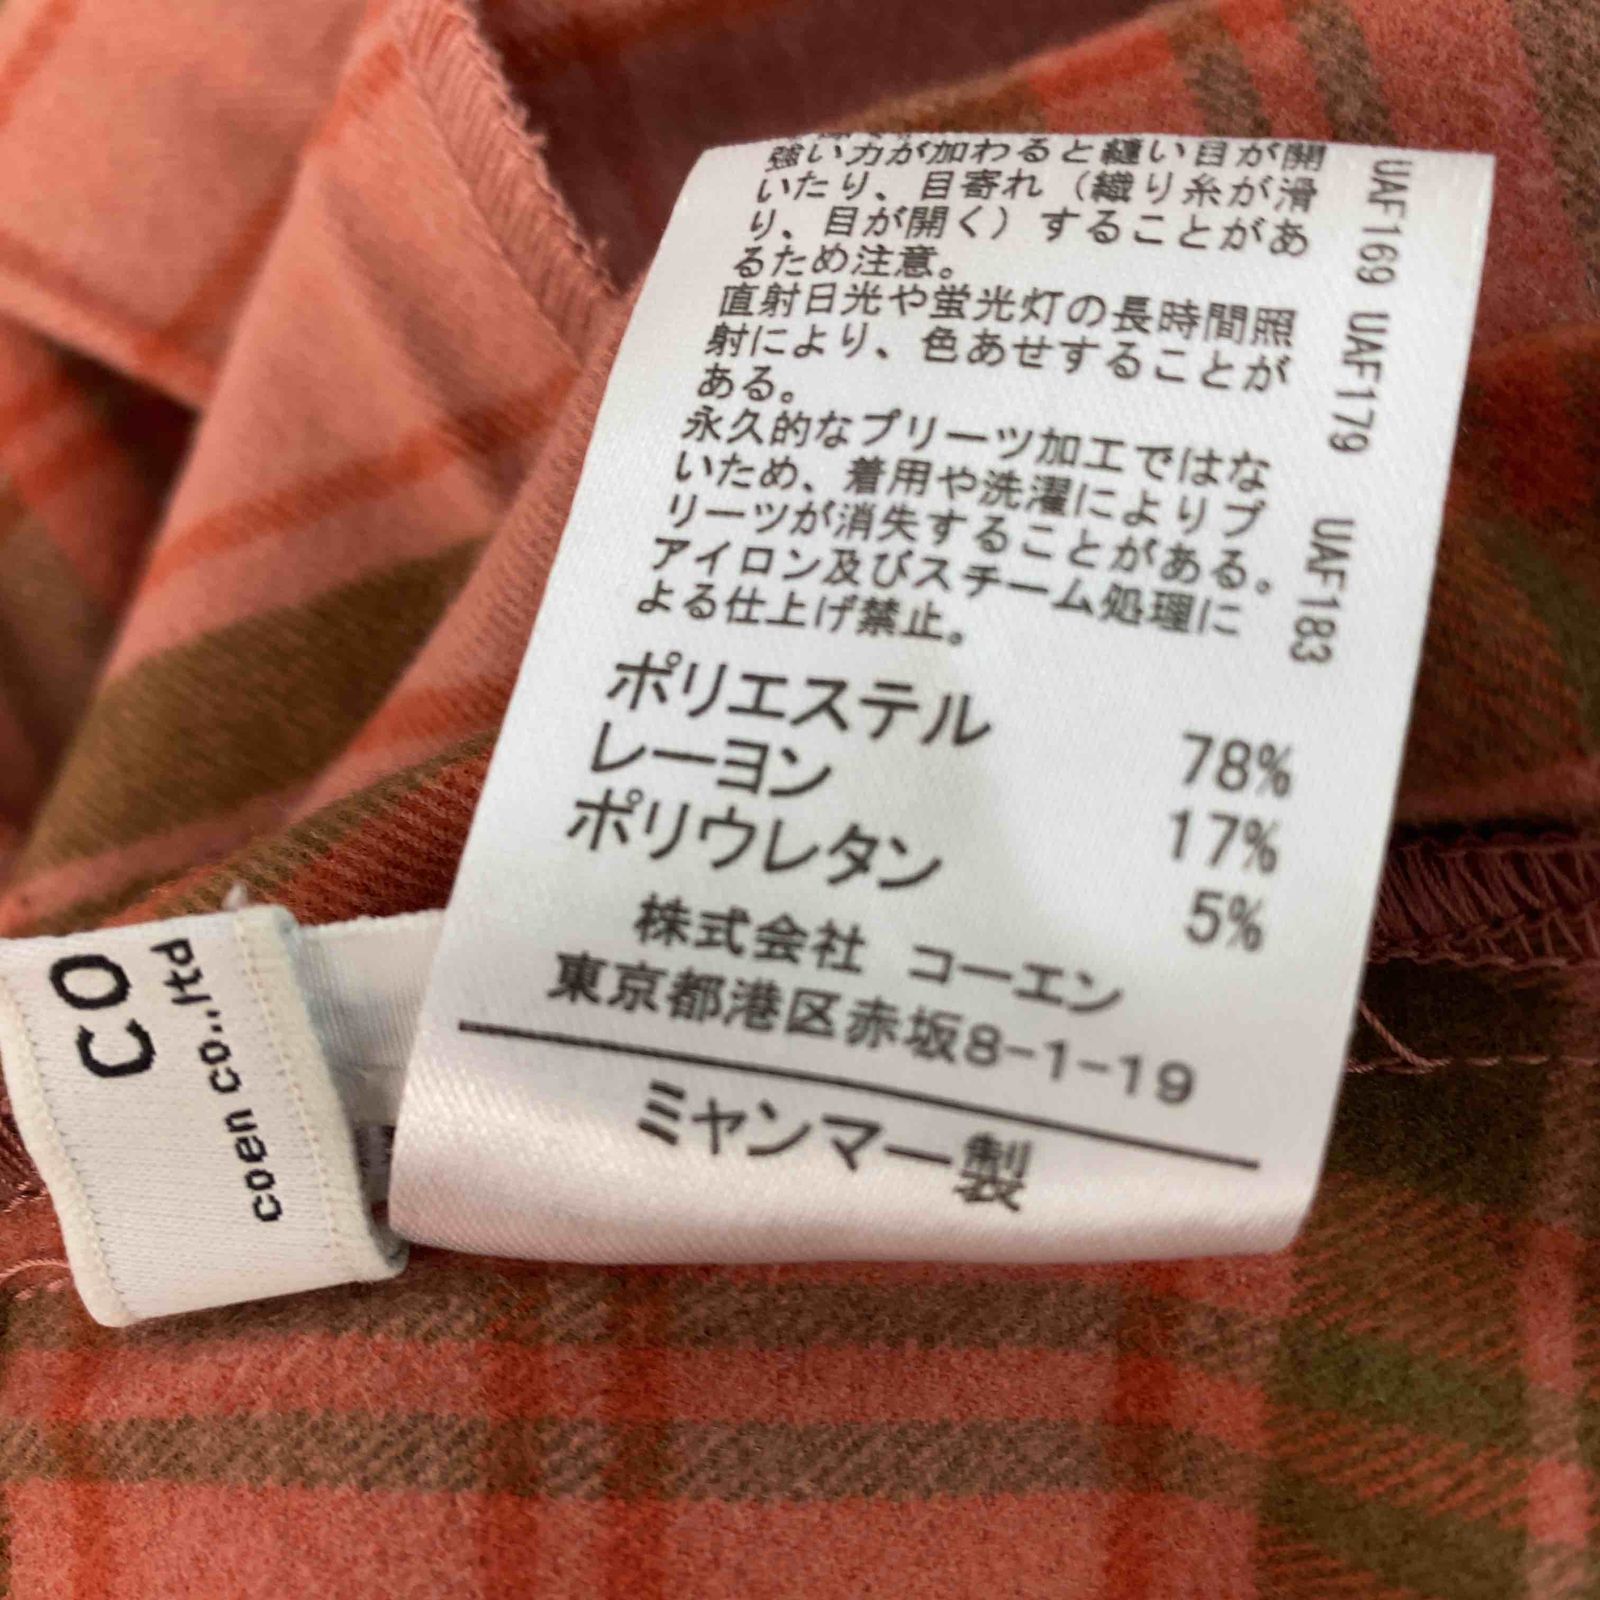 強い力が加わると縫い目が開
いたり、目寄れ（織り糸が滑
り、目が開く）することがあ
るため注意。
直射日光や蛍光灯の長時間照
射により、色あせすることが
ある。
永久的なプリーツ加工ではな
いため、着用や洗濯によりプ
リーツが消失することがある。
アイロン及びスチーム処理に
よる仕上げ禁止。
ポリエステル 78%
レーヨン 17%
ポリウレタン 5%
株式会社 コーエン
東京都港区赤坂8-1-19
ミャンマー製
UAF169 UAF179 UAF183
co
coen co.,ltd